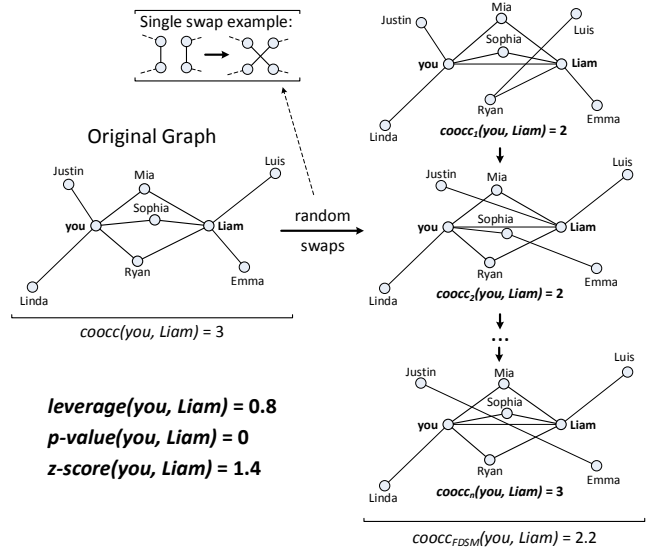 Single swap example:
Original Graph
Justin
Mia
Luis
Sophia
you
Liam
Ryan
Emma
Linda
coocc(you, Liam) = 3
random
swaps
Mia
Justin
Luis
Sophia
you
Liam
Ryan
Emma
Linda
coocc₁(you, Liam) = 2
Justin
Mia
Luis
Sophia
you
Liam
Ryan
Emma
Linda
coocc₂(you, Liam) = 2
...
Justin
Mia
Luis
Sophia
you
Liam
Ryan
Emma
Linda
cooccₙ(you, Liam) = 3
cooccFDSM(you, Liam) = 2.2
leverage(you, Liam) = 0.8
p-value(you, Liam) = 0
z-score(you, Liam) = 1.4